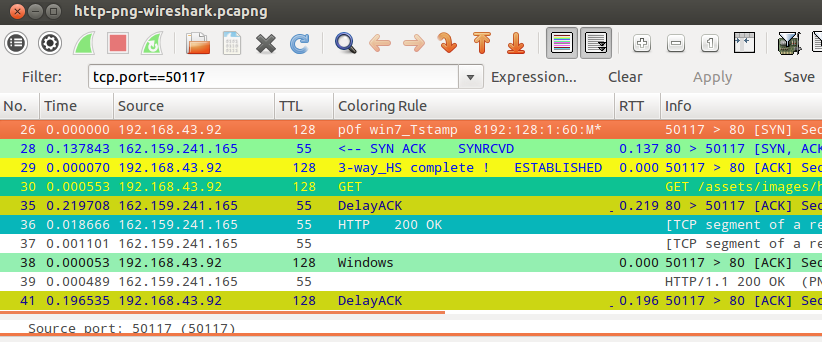 http-png-wireshark.pcapng
Filter: tcp.port==50117 Expression... Clear Apply Save
No. Time Source TTL Coloring Rule RTT Info
26 0.000000 192.168.43.92 128 p0f win7_Tstamp 8192:128:1:60:M* 50117 > 80 [SYN] Sec
28 0.137843 162.159.241.165 55 <-- SYN ACK SYNRCVD 0.137 80 > 50117 [SYN, ACK
29 0.000070 192.168.43.92 128 3-way_HS complete ! ESTABLISHED 0.000 50117 > 80 [ACK] Sec
30 0.000553 192.168.43.92 128 GET GET /assets/images/h
35 0.219708 162.159.241.165 55 DelayACK _ 0.219 80 > 50117 [ACK] Sec
36 0.018666 162.159.241.165 55 HTTP 200 OK [TCP segment of a re
37 0.001101 162.159.241.165 55 [TCP segment of a re
38 0.000053 192.168.43.92 128 Windows 0.000 50117 > 80 [ACK] Sec
39 0.000489 162.159.241.165 55 HTTP/1.1 200 OK (PN
41 0.196535 192.168.43.92 128 DelayACK _ 0.196 50117 > 80 [ACK] Sec
Source port: 50117 (50117)